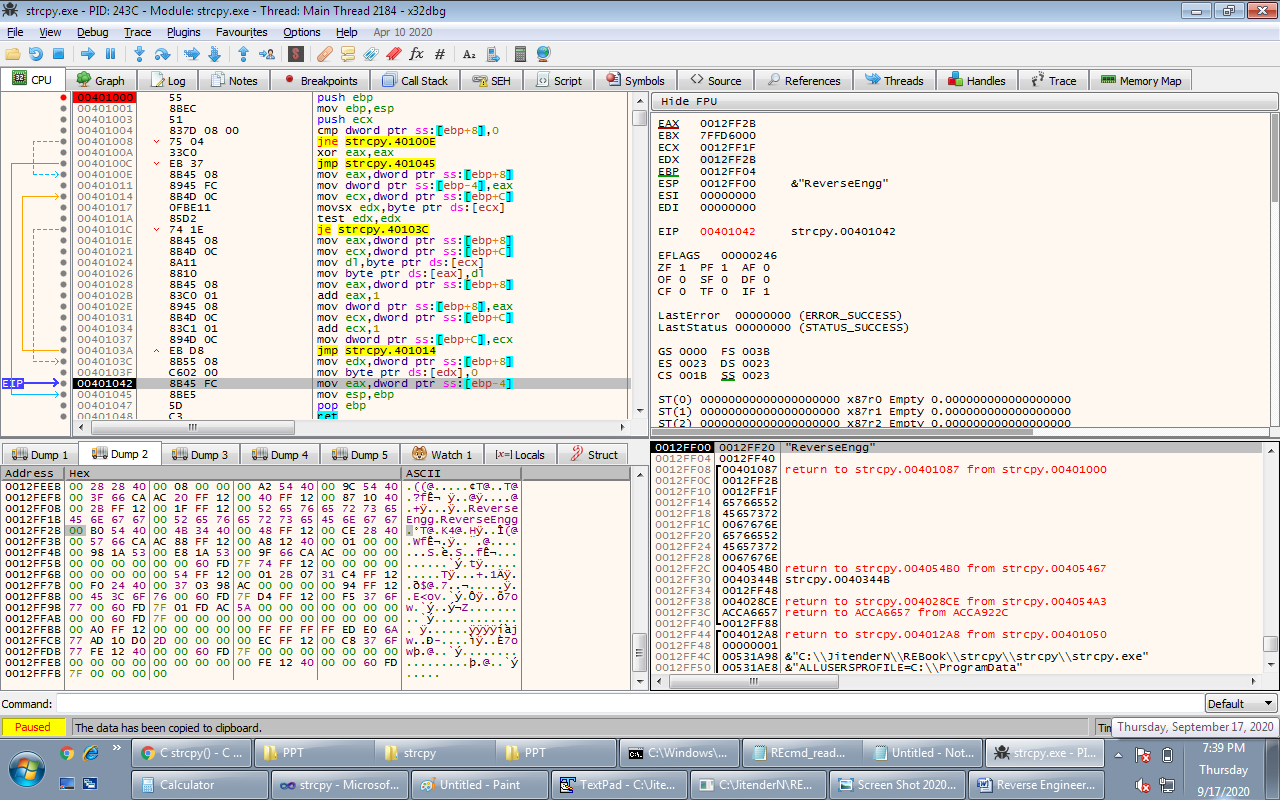 strcpy.exe - PID: 243C - Module: strcpy.exe - Thread: Main Thread 2184 - x32dbg
File View Debug Trace Plugins Favourites Options Help Apr 10 2020
CPU Graph Log Notes Breakpoints Call Stack SEH Script Symbols Source References Threads Handles Trace Memory Map
00401000 55 push ebp
00401001 8BEC mov ebp,esp
00401003 51 push ecx
00401004 837D 08 00 cmp dword ptr ss:[ebp+8],0
00401008 75 04 jne strcpy.40100E
0040100A 33C0 xor eax,eax
0040100C EB 37 jmp strcpy.401045
0040100E 8B45 08 mov eax,dword ptr ss:[ebp+8]
00401011 8945 FC mov dword ptr ss:[ebp-4],eax
00401014 8B4D 0C mov ecx,dword ptr ss:[ebp+C]
00401017 0FBE11 movsx edx,byte ptr ds:[ecx]
0040101A 85D2 test edx,edx
0040101C 74 1E je strcpy.40103C
0040101E 8B45 08 mov eax,dword ptr ss:[ebp+8]
00401021 8B4D 0C mov ecx,dword ptr ss:[ebp+C]
00401024 8A11 mov dl,byte ptr ds:[ecx]
00401026 8810 mov byte ptr ds:[eax],dl
00401028 8B45 08 mov eax,dword ptr ss:[ebp+8]
0040102B 83C0 01 add eax,1
0040102E 8945 08 mov dword ptr ss:[ebp+8],eax
00401031 8B4D 0C mov ecx,dword ptr ss:[ebp+C]
00401034 83C1 01 add ecx,1
00401037 894D 0C mov dword ptr ss:[ebp+C],ecx
0040103A EB D8 jmp strcpy.401014
0040103C 8B55 08 mov edx,dword ptr ss:[ebp+8]
0040103F C602 00 mov byte ptr ds:[edx],0
EIP 00401042 8B45 FC mov eax,dword ptr ss:[ebp-4]
00401045 8BE5 mov esp,ebp
00401047 5D pop ebp
00401048 C3 ret
Hide FPU
EAX 0012FF2B
EBX 7FFD6000
ECX 0012FF1F
EDX 0012FF2B
EBP 0012FF04
ESP 0012FF00 &"ReverseEngg"
ESI 00000000
EDI 00000000
EIP 00401042 strcpy.00401042
EFLAGS 00000246
ZF 1 PF 1 AF 0
OF 0 SF 0 DF 0
CF 0 TF 0 IF 1
LastError 00000000 (ERROR_SUCCESS)
LastStatus 00000000 (STATUS_SUCCESS)
GS 0000 FS 003B
ES 0023 DS 0023
CS 001B SS 0023
ST(0) 00000000000000000000 x87r0 Empty 0.000000000000000000
ST(1) 00000000000000000000 x87r1 Empty 0.000000000000000000
ST(2) 00000000000000000000 x87r2 Empty 0.000000000000000000
Dump 1 Dump 2 Dump 3 Dump 4 Dump 5 Watch 1 [x=] Locals Struct
Address Hex ASCII
0012FEEB 00 28 28 40 00 08 00 00 00 A2 54 40 00 9C 54 40
0012FEFB 00 3F 66 CA AC 20 FF 12 00 40 FF 12 00 87 10 40
0012FF0B 00 2B FF 12 00 1F FF 12 00 52 65 76 65 72 73 65
0012FF1B 45 6E 67 67 00 52 65 76 65 72 73 65 45 6E 67 67 Engg.ReverseEngg
0012FF2B 00 B0 54 40 00 4B 34 40 00 48 FF 12 00 CE 28 40
0012FF3B 00 57 66 CA AC 88 FF 12 00 A8 12 40 00 01 00 00
0012FF4B 00 98 1A 53 00 E8 1A 53 00 9F 66 CA AC 00 00 00
0012FF5B 00 00 00 00 00 00 60 FD 7F 74 FF 12 00 00 00 00
0012FF6B 00 00 00 00 00 54 FF 12 00 01 28 07 31 C4 FF 12
0012FF7B 00 F0 24 40 00 37 03 98 AC 00 00 00 00 94 FF 12
0012FF8B 00 45 3C 6F 76 00 60 FD 7F D4 FF 12 00 F5 37 6F
0012FF9B 77 00 60 FD 7F 01 FD AC 5A 00 00 00 00 00 00 00
0012FFAB 00 00 60 FD 7F 00 00 00 00 00 00 00 00 00 00 00
0012FFBB 00 A0 FF 12 00 00 00 00 00 FF FF FF FF ED E0 6A
0012FFCB 77 AD 10 D0 2D 00 00 00 00 EC FF 12 00 C8 37 6F
0012FFDB 77 FE 12 40 00 00 60 FD 7F 00 00 00 00 00 00 00
0012FFEB 00 00 00 00 00 00 00 00 00 FE 12 40 00 00 60 FD
0012FFFB 7F 00 00 00 00
0012FF00 0012FF20 "ReverseEngg"
0012FF04 0012FF40
0012FF08 00401087 return to strcpy.00401087 from strcpy.00401000
0012FF0C 0012FF2B
0012FF10 0012FF1F
0012FF14 65766552
0012FF18 45657372
0012FF1C 0067676E
0012FF20 65766552
0012FF24 45657372
0012FF28 0067676E
0012FF2C 004054B0 return to strcpy.004054B0 from strcpy.00405467
0012FF30 0040344B strcpy.0040344B
0012FF34 0012FF48
0012FF38 004028CE return to strcpy.004028CE from strcpy.004054A3
0012FF3C ACCA6657 return to ACCA6657 from ACCA922C
0012FF40 0012FF88
0012FF44 004012A8 return to strcpy.004012A8 from strcpy.00401050
0012FF48 00000001
0012FF4C 00531A98 &"C:\\JitenderN\\REBook\\strcpy\\strcpy\\strcpy.exe"
0012FF50 00531AE8 &"ALLUSERSPROFILE=C:\\ProgramData"
Command: Default
Paused The data has been copied to clipboard. Tim
Thursday, September 17, 2020
C strcpy() - C ... PPT strcpy PPT C:\Windows\... REcmd_read... Untitled - Not... strcpy.exe - PI...
Calculator strcpy - Microsof... Untitled - Paint TextPad - C:\Jite... C:\JitenderN\RE... Screen Shot 2020... Reverse Engineer...
7:39 PM
Thursday
9/17/2020